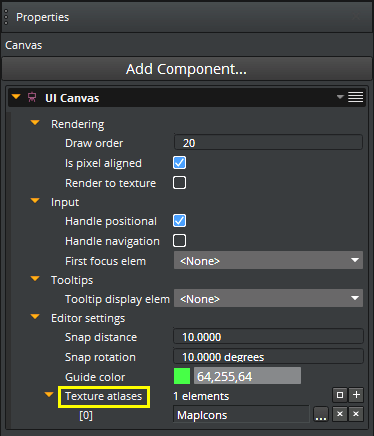 Properties
Canvas
Add Component...
UI Canvas
Rendering
Draw order 20
Is pixel aligned
Render to texture
Input
Handle positional
Handle navigation
First focus elem <None>
Tooltips
Tooltip display elem <None>
Editor settings
Snap distance 10.0000
Snap rotation 10.0000 degrees
Guide color 64,255,64
Texture atlases 1 elements
[0] MapIcons ...